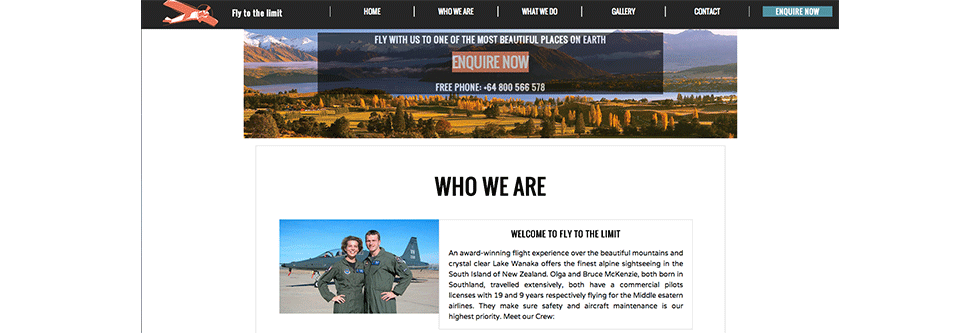 Fly to the limit
HOME
WHO WE ARE
WHAT WE DO
GALLERY
CONTACT
ENQUIRE NOW
FLY WITH US TO ONE OF THE MOST BEAUTIFUL PLACES ON EARTH
ENQUIRE NOW
FREE PHONE: +64 800 566 578
WHO WE ARE
WELCOME TO FLY TO THE LIMIT
An award-winning flight experience over the beautiful mountains and
crystal clear Lake Wanaka offers the finest alpine sightseeing in the
South Island of New Zealand. Olga and Bruce McKenzie, both born in
Southland, travelled extensively, both have a commercial pilots
licenses with 19 and 9 years respectively flying for the Middle esatern
airlines. They make sure safety and aircraft maintenance is our
highest priority. Meet our Crew: